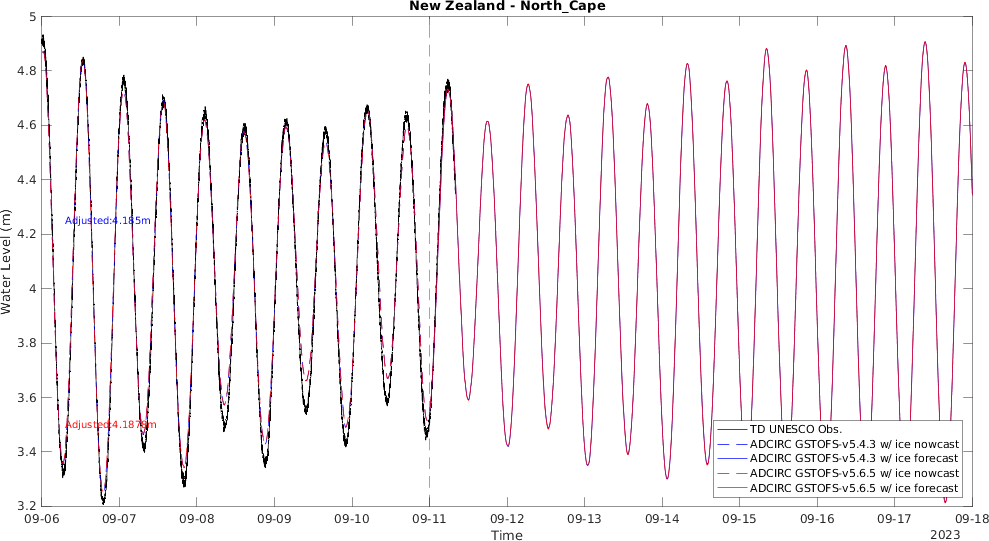 New Zealand - North_Cape
5
4.8
4.6
4.4
4.2
4
3.8
3.6
3.4
3.2
Water Level (m)
Adjusted:4.185m
Adjusted:4.1878m
TD UNESCO Obs.
ADCIRC GSTOFS-v5.4.3 w/ ice nowcast
ADCIRC GSTOFS-v5.4.3 w/ ice forecast
ADCIRC GSTOFS-v5.6.5 w/ ice nowcast
ADCIRC GSTOFS-v5.6.5 w/ ice forecast
09-06 09-07 09-08 09-09 09-10 09-11 09-12 09-13 09-14 09-15 09-16 09-17 09-18
Time
2023